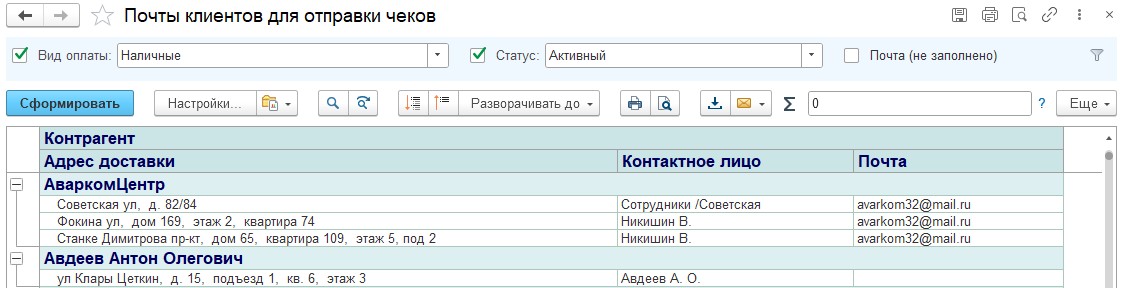 Почты клиентов для отправки чеков
Вид оплаты: Наличные Статус: Активный Почта (не заполнено)
Сформировать Настройки... Разворачивать до Σ 0 ? Еще
Контрагент
Адрес доставки Контактное лицо Почта
АваркомЦентр
Советская ул, д. 82/84 Сотрудники /Советская avarkom32@mail.ru
Фокина ул, дом 169, этаж 2, квартира 74 Никишин В. avarkom32@mail.ru
Станке Димитрова пр-кт, дом 65, квартира 109, этаж 5, под 2 Никишин В. avarkom32@mail.ru
Авдеев Антон Олегович
ул Клары Цеткин, д. 15, подъезд 1, кв. 6, этаж 3 Авдеев А. О.